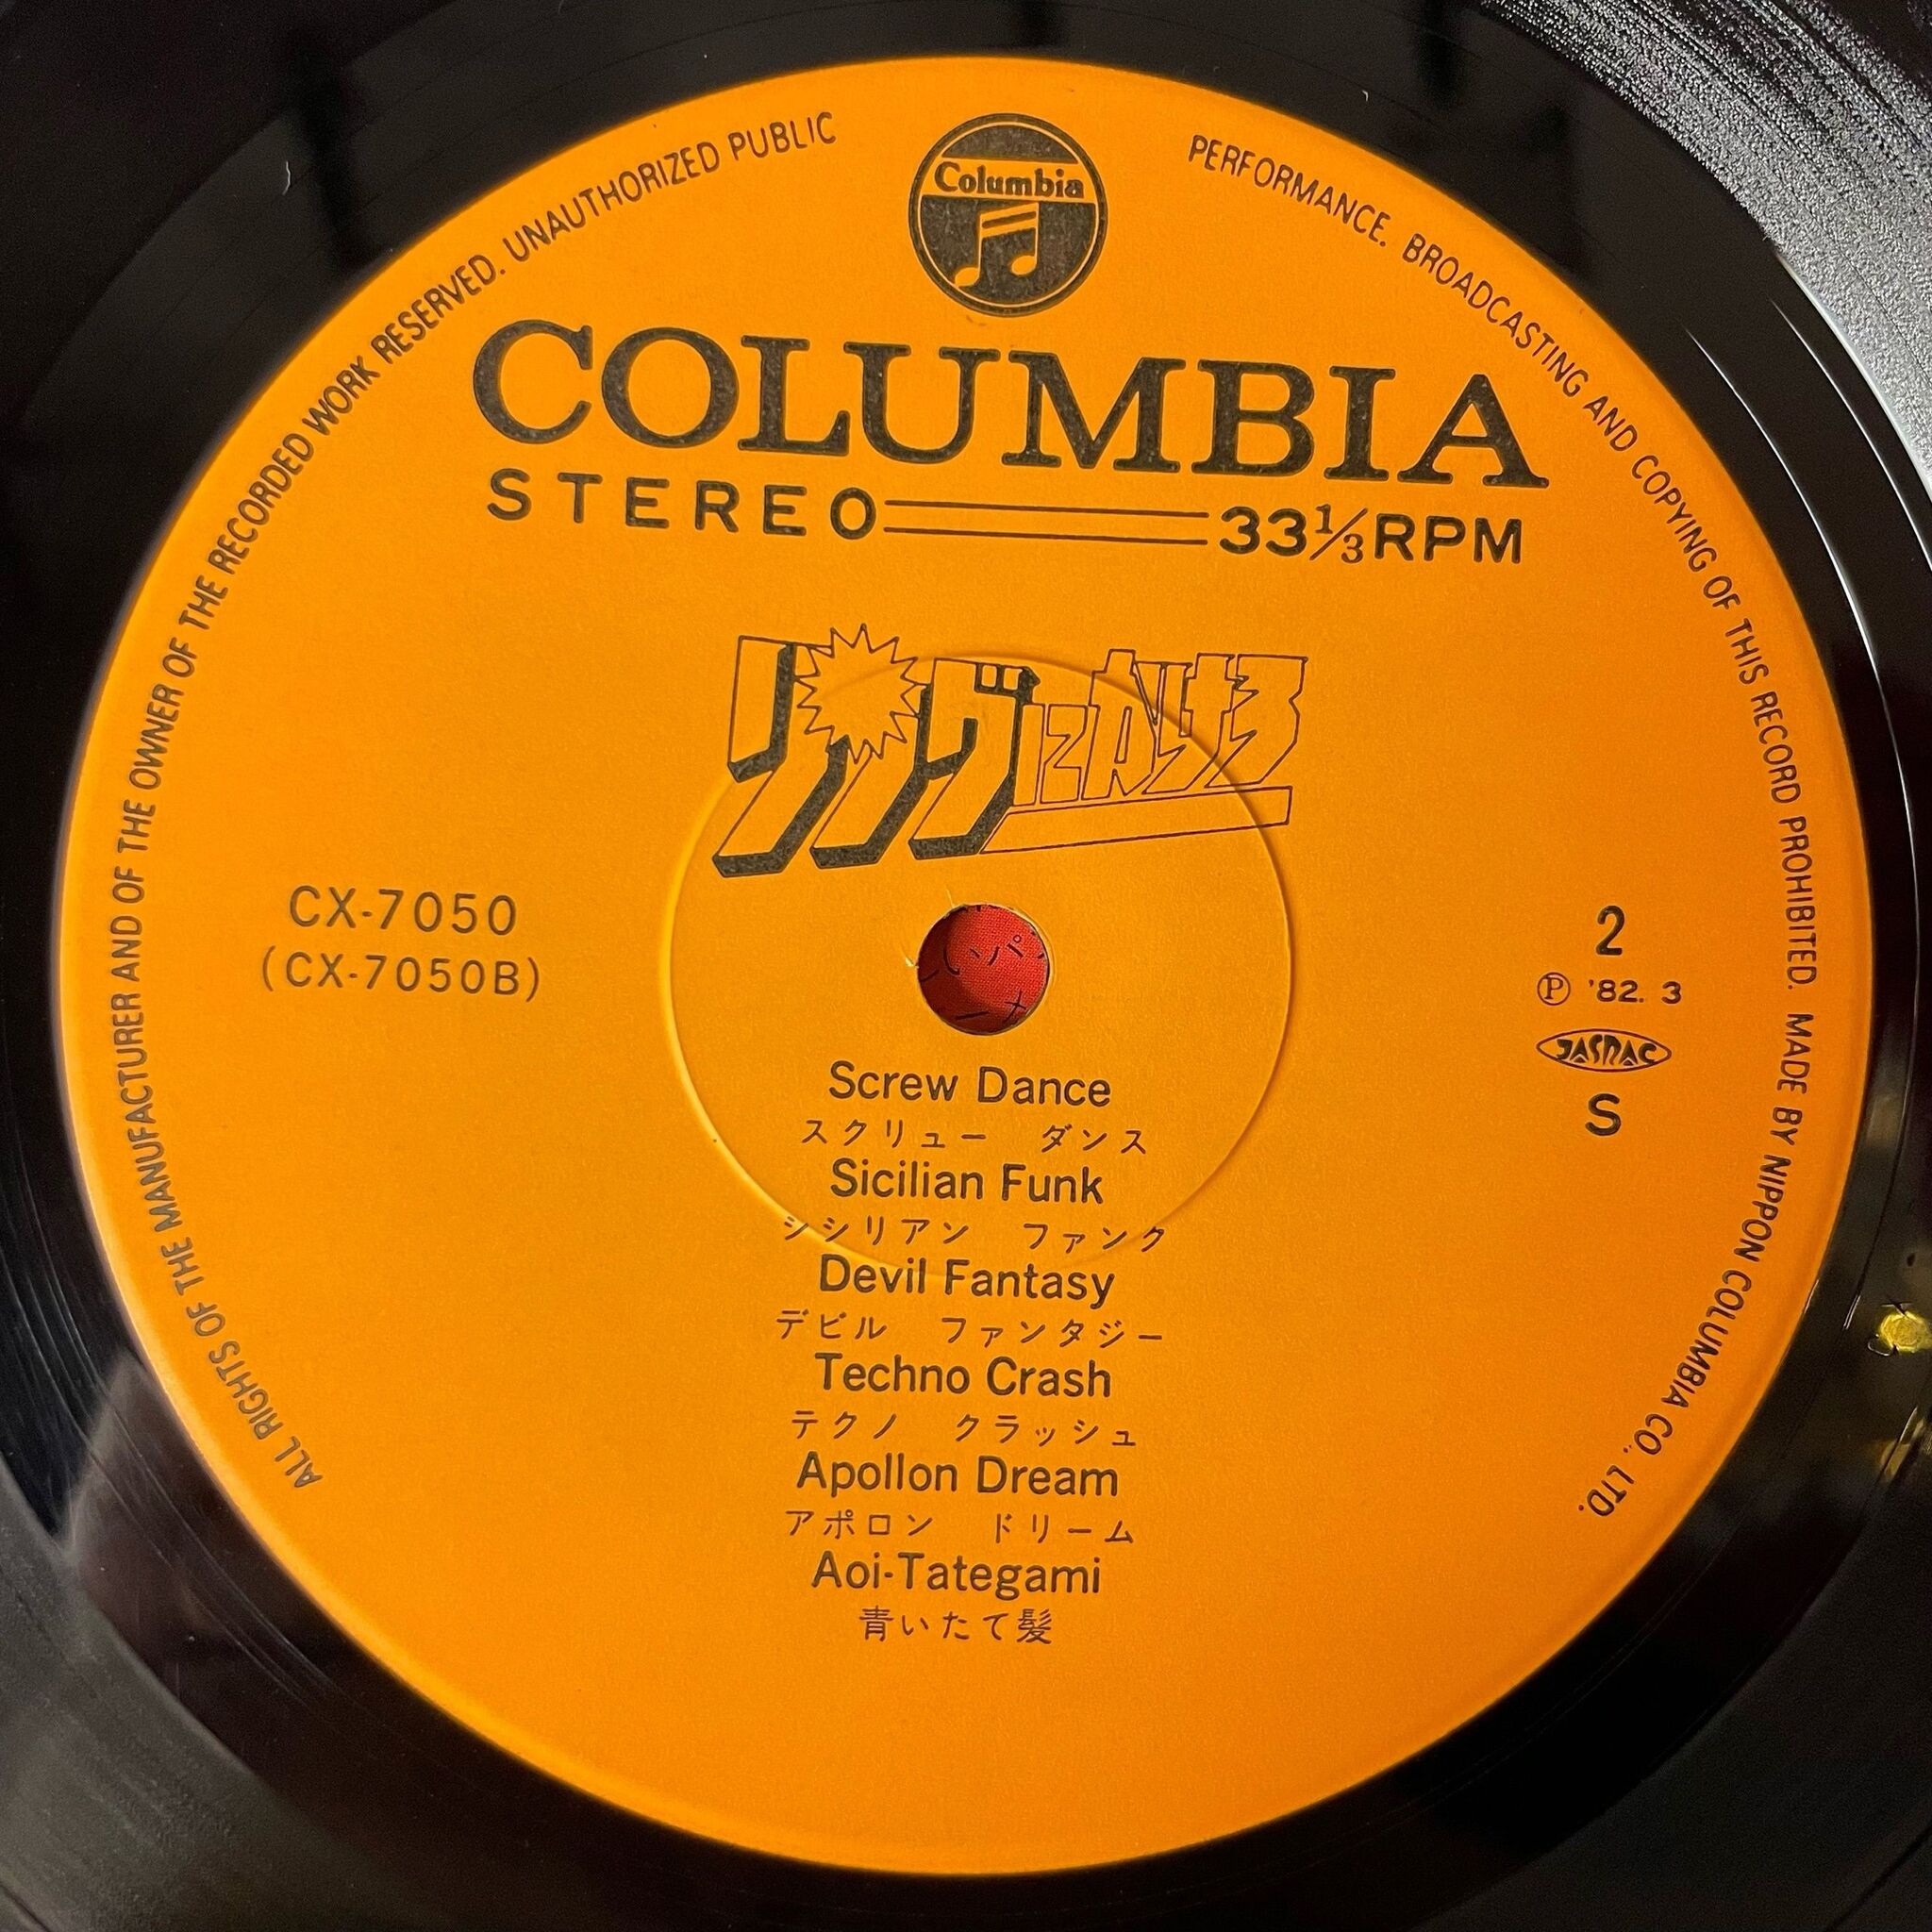 ALL RIGHTS OF THE MANUFACTURER AND OF THE OWNER OF THE RECORDED WORK RESERVED. UNAUTHORIZED PUBLIC
PERFORMANCE. BROADCASTING AND COPYING OF THIS RECORD PROHIBITED. MADE BY NIPPON COLUMBIA CO., LTD.
Columbia
COLUMBIA
STEREO 33⅓RPM
リングにかけろ
CX-7050
(CX-7050B)
2
Ⓟ '82. 3
JASRAC
S
Screw Dance
スクリュー ダンス
Sicilian Funk
シシリアン ファンク
Devil Fantasy
デビル ファンタジー
Techno Crash
テクノ クラッシュ
Apollon Dream
アポロン ドリーム
Aoi-Tategami
青いたて髪